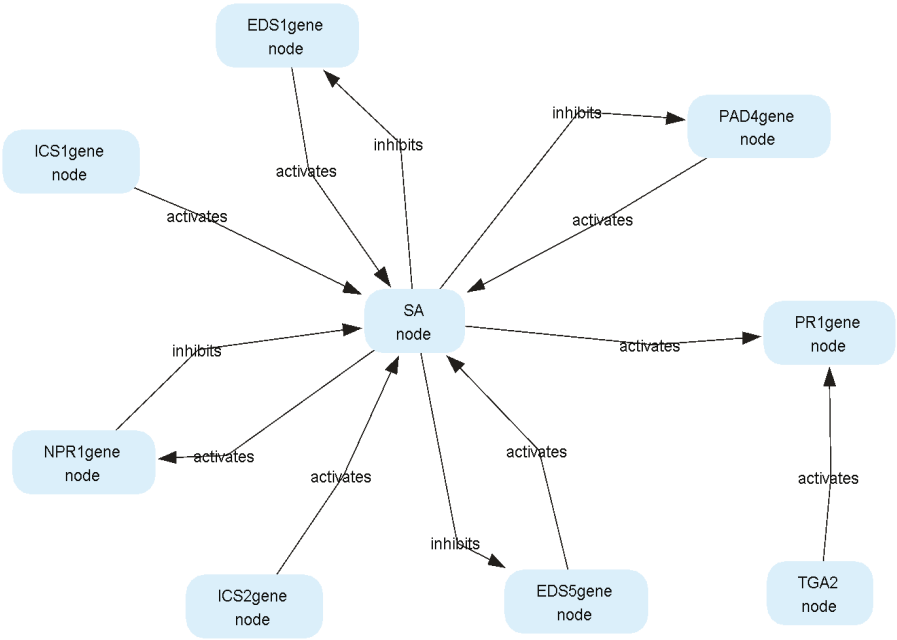 EDS1gene
node
inhibits
PAD4gene
node
inhibits
ICS1gene
node
activates
activates
activates
SA
node
PR1gene
node
activates
inhibits
NPR1gene
node
activates
activates
activates
activates
inhibits
ICS2gene
node
EDS5gene
node
TGA2
node